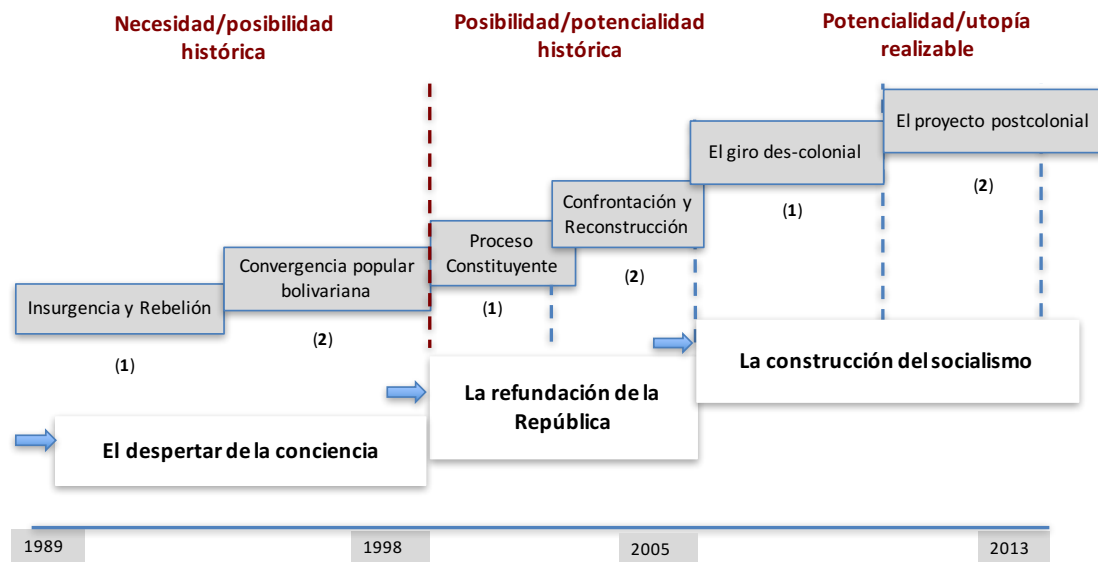 Necesidad/posibilidad
histórica
Posibilidad/potencialidad
histórica
Potencialidad/utopía
realizable
El proyecto postcolonial
(2)
El giro des-colonial
(1)
Confrontación y
Reconstrucción
(2)
Proceso
Constituyente
(1)
Convergencia popular
bolivariana
(2)
Insurgencia y Rebelión
(1)
La construcción del socialismo
La refundación de la
República
El despertar de la conciencia
1989
1998
2005
2013